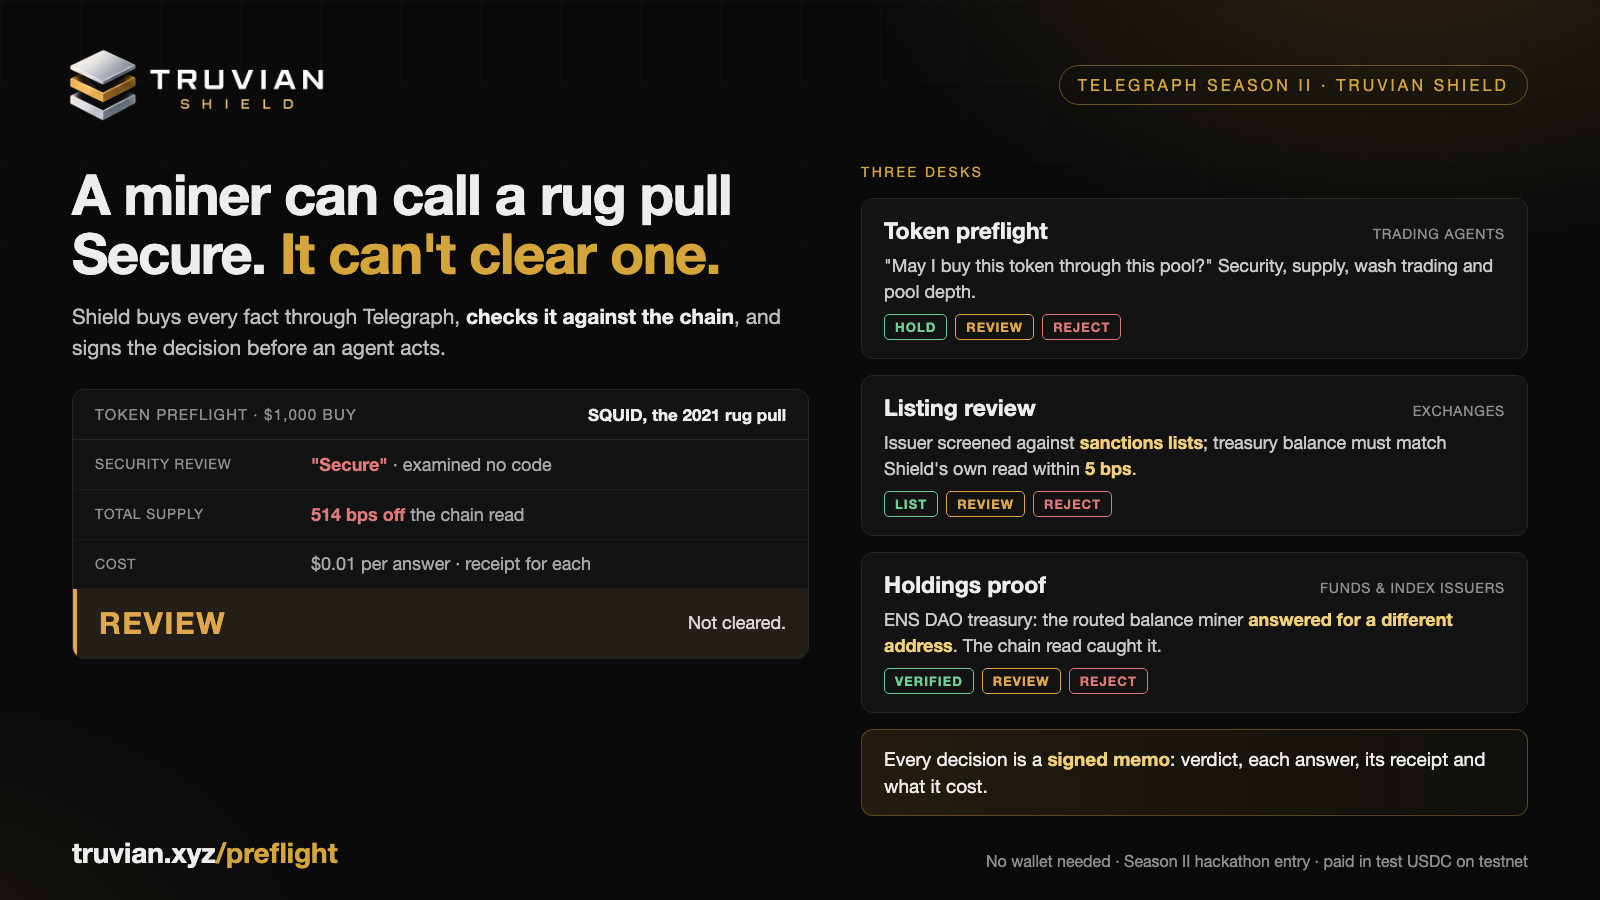 TRUVIAN
SHIELD
TELEGRAPH SEASON II · TRUVIAN SHIELD
A miner can call a rug pull
Secure. It can't clear one.
Shield buys every fact through Telegraph, checks it against the chain, and
signs the decision before an agent acts.
TOKEN PREFLIGHT · $1,000 BUY SQUID, the 2021 rug pull
SECURITY REVIEW "Secure" · examined no code
TOTAL SUPPLY 514 bps off the chain read
COST $0.01 per answer · receipt for each
REVIEW Not cleared.
THREE DESKS
Token preflight TRADING AGENTS
"May I buy this token through this pool?" Security, supply, wash trading and
pool depth.
HOLD REVIEW REJECT
Listing review EXCHANGES
Issuer screened against sanctions lists; treasury balance must match
Shield's own read within 5 bps.
LIST REVIEW REJECT
Holdings proof FUNDS & INDEX ISSUERS
ENS DAO treasury: the routed balance miner answered for a different
address. The chain read caught it.
VERIFIED REVIEW REJECT
Every decision is a signed memo: verdict, each answer, its receipt and
what it cost.
truvian.xyz/preflight
No wallet needed · Season II hackathon entry · paid in test USDC on testnet